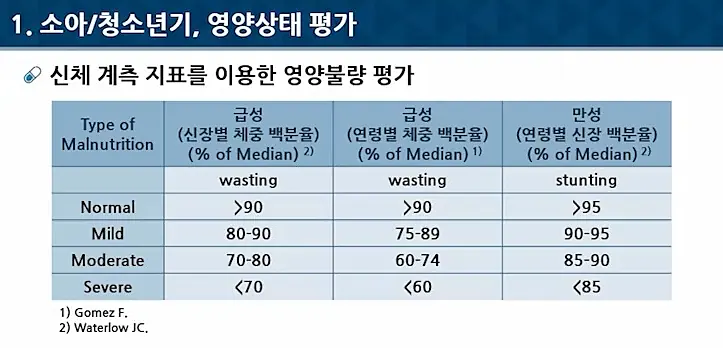 1. 소아/청소년기, 영양상태 평가
신체 계측 지표를 이용한 영양불량 평가
Type of Malnutrition 급성 (신장별 체중 백분율) (% of Median) 2) 급성 (연령별 체중 백분율) (% of Median) 1) 만성 (연령별 신장 백분율) (% of Median) 2)
wasting wasting stunting
Normal >90 >90 >95
Mild 80-90 75-89 90-95
Moderate 70-80 60-74 85-90
Severe <70 <60 <85
1) Gomez F.
2) Waterlow JC.